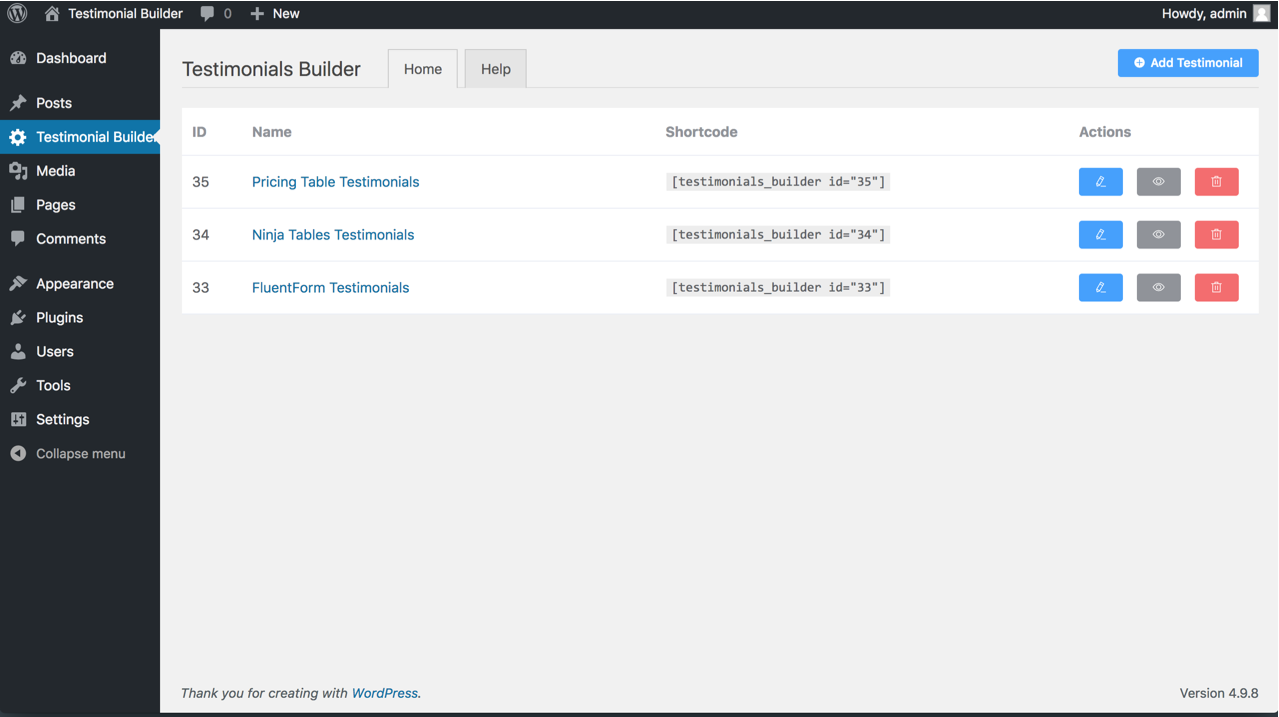 Testimonial Builder 0 New Howdy, admin
Dashboard
Posts
Testimonial Builde
Media
Pages
Comments
Appearance
Plugins
Users
Tools
Settings
Collapse menu
Testimonials Builder Home Help Add Testimonial
ID Name Shortcode Actions
35 Pricing Table Testimonials [testimonials_builder id="35"]
34 Ninja Tables Testimonials [testimonials_builder id="34"]
33 FluentForm Testimonials [testimonials_builder id="33"]
Thank you for creating with WordPress. Version 4.9.8